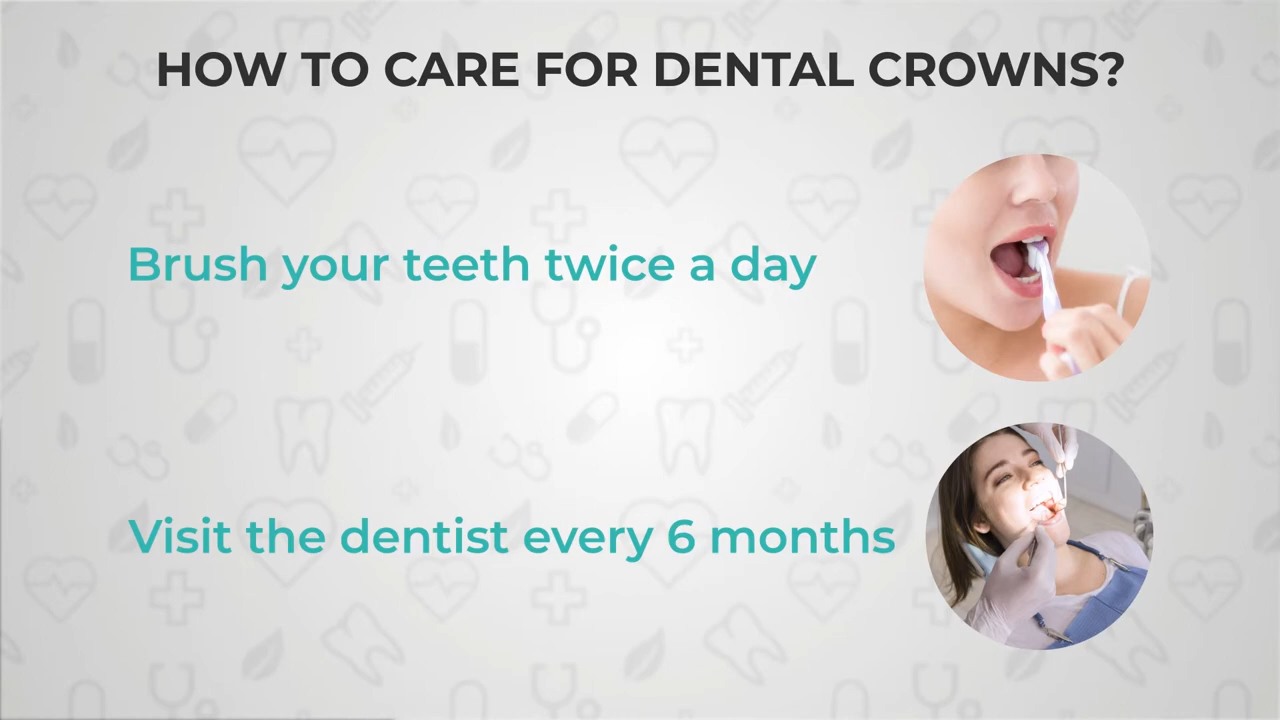 HOW TO CARE FOR DENTAL CROWNS?
Brush your teeth twice a day
Visit the dentist every 6 months